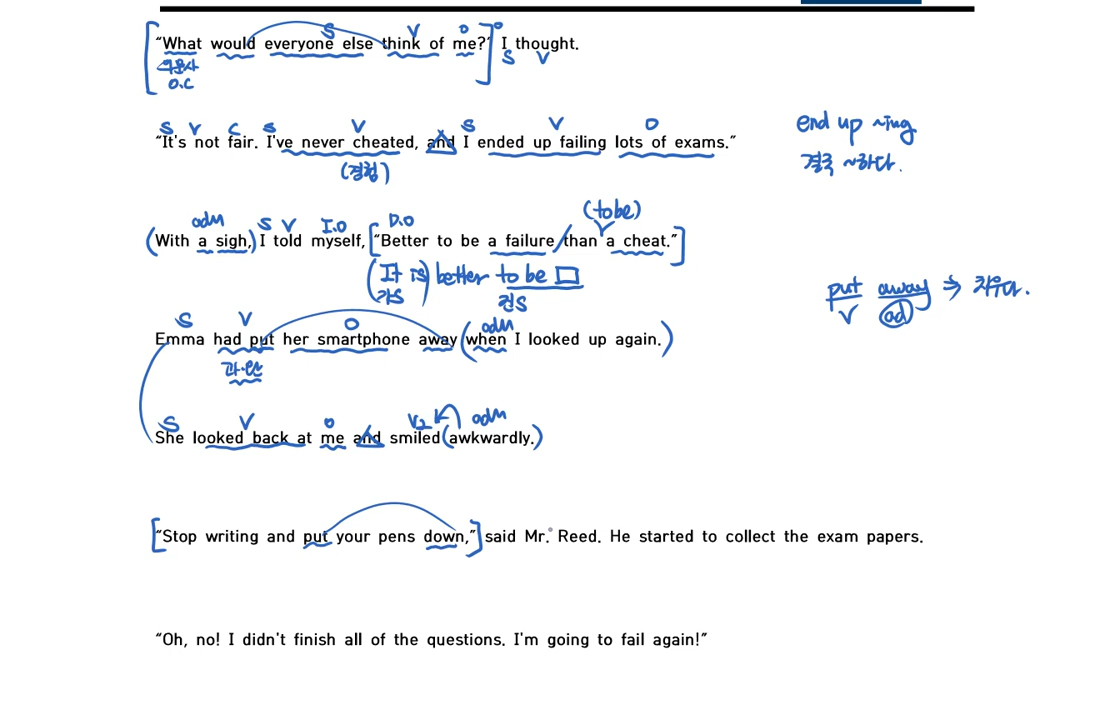 S V O O
“What would everyone else think of me?” I thought.
의문사 S V
O.C
S V C S V S V O
“It's not fair. I've never cheated, and I ended up failing lots of exams.”
(경험)
end up ~ing
결국 ~하다.
adm S V I.O D.O (to be)
(With a sigh,) I told myself, [“Better to be a failure / than a cheat.”]
(It is) better to be □
가S 진S
put away → 치우다.
V ad
S V O adm
Emma had put her smartphone away (when I looked up again.)
과·완
S V O V2 adm
She looked back at me and smiled (awkwardly.)
[“Stop writing and put your pens down,”] said Mr. Reed. He started to collect the exam papers.
“Oh, no! I didn't finish all of the questions. I'm going to fail again!”